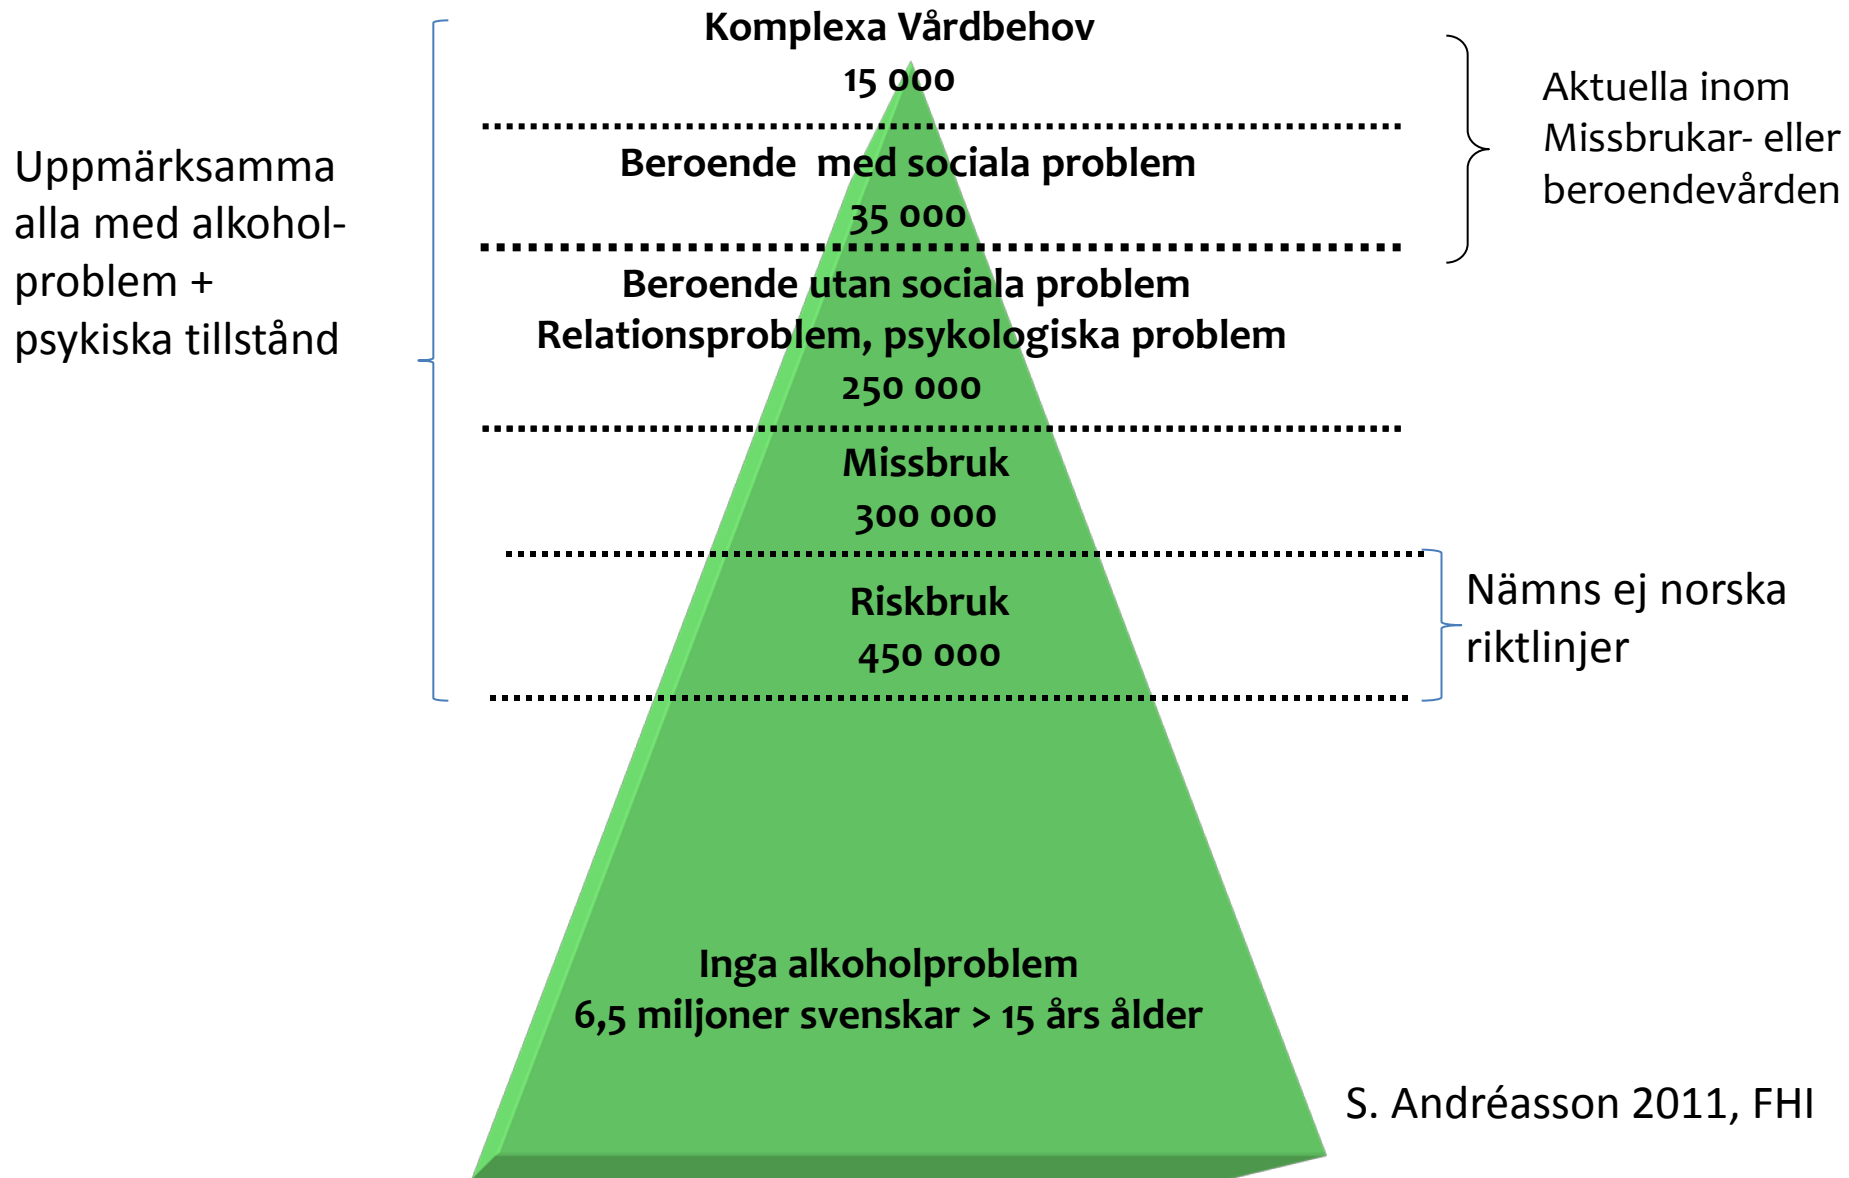 Komplexa Vårdbehov
15 000
Beroende med sociala problem
35 000
Beroende utan sociala problem
Relationsproblem, psykologiska problem
250 000
Missbruk
300 000
Riskbruk
450 000
Inga alkoholproblem
6,5 miljoner svenskar > 15 års ålder
Uppmärksamma
alla med alkohol-
problem +
psykiska tillstånd
Aktuella inom
Missbrukar- eller
beroendevården
Nämns ej norska
riktlinjer
S. Andréasson 2011, FHI